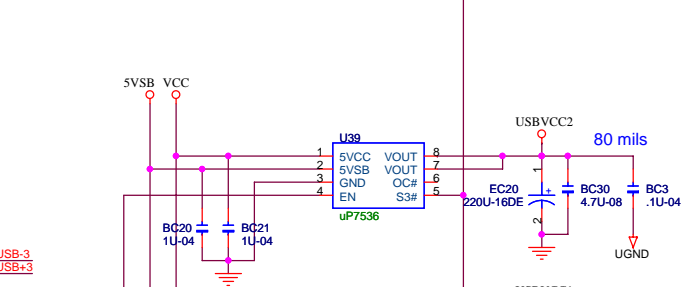 5VSB VCC
USBVCC2
80 mils
U39
1 5VCC VOUT 8
2 5VSB VOUT 7
3 GND OC# 6
4 EN S3# 5
uP7536
BC20
1U-04
BC21
1U-04
EC20
220U-16DE
1
+
2
BC30
4.7U-08
BC3
.1U-04
UGND
USB-3
USB+3